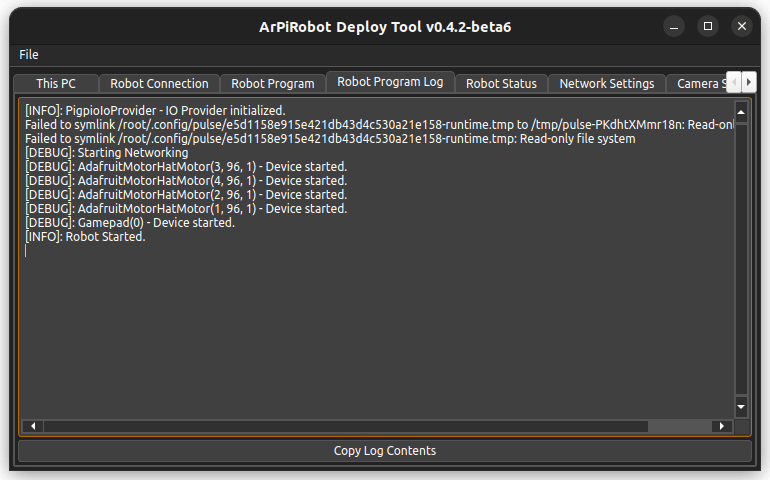 ArPiRobot Deploy Tool v0.4.2-beta6
File
This PC
Robot Connection
Robot Program
Robot Program Log
Robot Status
Network Settings
Camera
[INFO]: PigpioIoProvider - IO Provider initialized.
Failed to symlink /root/.config/pulse/e5d1158e915e421db43d4c530a21e158-runtime.tmp to /tmp/pulse-PKdhtXMmr18n: Read-on
Failed to symlink /root/.config/pulse/e5d1158e915e421db43d4c530a21e158-runtime.tmp: Read-only file system
[DEBUG]: Starting Networking
[DEBUG]: AdafruitMotorHatMotor(3, 96, 1) - Device started.
[DEBUG]: AdafruitMotorHatMotor(4, 96, 1) - Device started.
[DEBUG]: AdafruitMotorHatMotor(2, 96, 1) - Device started.
[DEBUG]: AdafruitMotorHatMotor(1, 96, 1) - Device started.
[DEBUG]: Gamepad(0) - Device started.
[INFO]: Robot Started.
Copy Log Contents